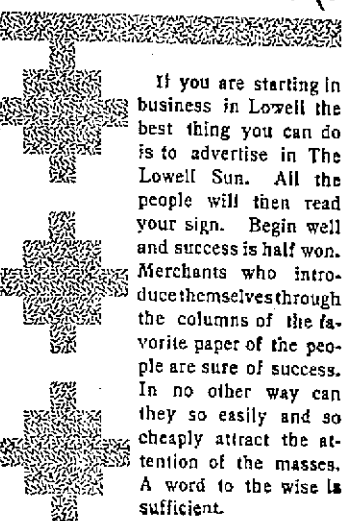 If you are starting in
business in Lowell the
best thing you can do
is to advertise in The
Lowell Sun. All the
people will then read
your sign. Begin well
and success is half won.
Merchants who intro-
duce themselves through
the columns of the fa-
vorite paper of the peo-
ple are sure of success.
In no other way can
they so easily and so
cheaply attract the at-
tention of the masses.
A word to the wise is
sufficient.